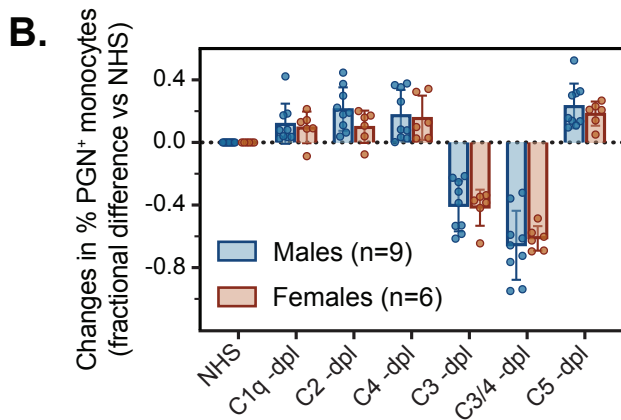 B.
Changes in % PGN⁺ monocytes
(fractional difference vs NHS)
0.4
0.0
-0.4
-0.8
Males (n=9)
Females (n=6)
NHS
C1q -dpl
C2 -dpl
C4 -dpl
C3 -dpl
C3/4 -dpl
C5 -dpl